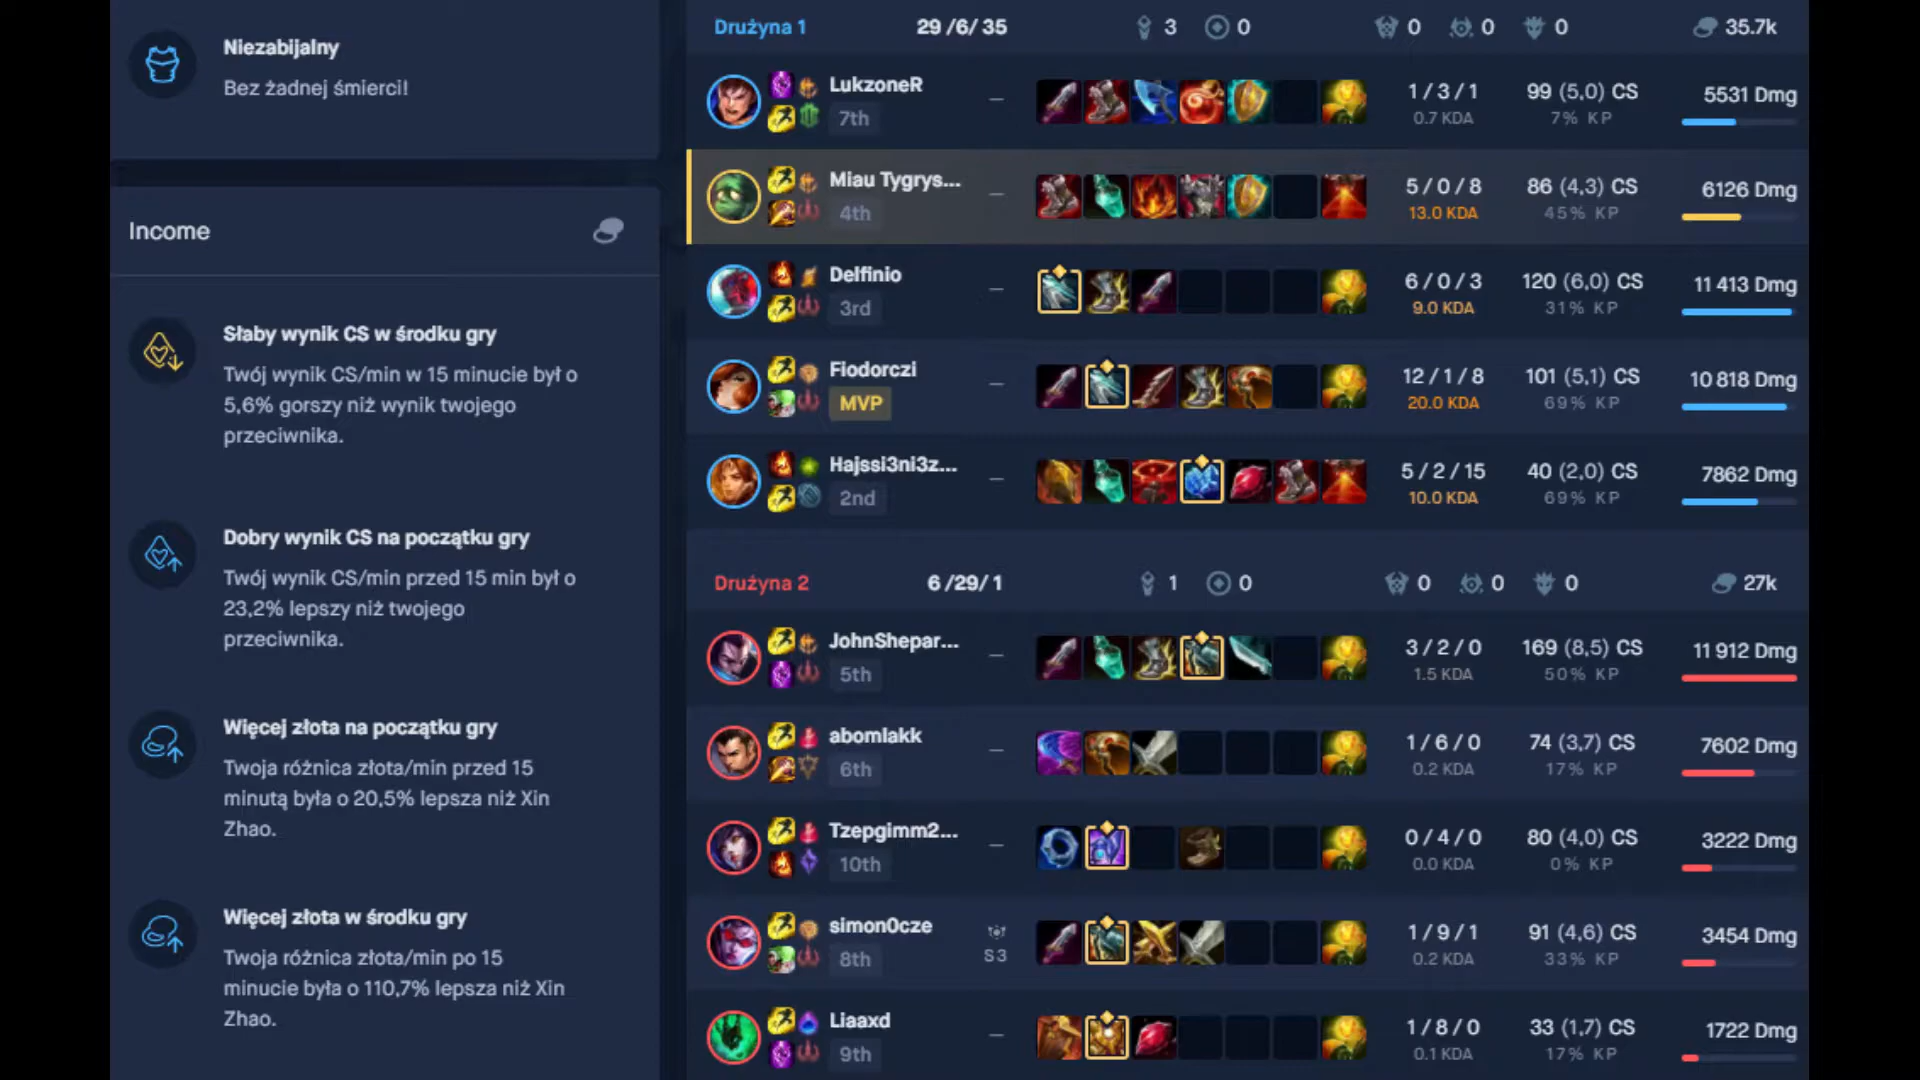 Niezabijalny
Bez żadnej śmierci!
Income
Słaby wynik CS w środku gry
Twój wynik CS/min w 15 minucie był o
5,6% gorszy niż wynik twojego
przeciwnika.
Dobry wynik CS na początku gry
Twój wynik CS/min przed 15 min był o
23,2% lepszy niż twojego
przeciwnika.
Więcej złota na początku gry
Twoja różnica złota/min przed 15
minutą była o 20,5% lepsza niż Xin
Zhao.
Więcej złota w środku gry
Twoja różnica złota/min po 15
minucie była o 110,7% lepsza niż Xin
Zhao.
Drużyna 1 29 /6/ 35 3 0 0 0 0 35.7k
LukzoneR 1 / 3 / 1 99 (5,0) CS 5531 Dmg
7th 0.7 KDA 7% KP
Miau Tygrys... 5 / 0 / 8 86 (4,3) CS 6126 Dmg
4th 13.0 KDA 45% KP
Delfinio 6 / 0 / 3 120 (6,0) CS 11 413 Dmg
3rd 9.0 KDA 31% KP
Fiodorczi 12 / 1 / 8 101 (5,1) CS 10 818 Dmg
MVP 20.0 KDA 69% KP
Hajssi3ni3z... 5 / 2 / 15 40 (2,0) CS 7862 Dmg
2nd 10.0 KDA 69% KP
Drużyna 2 6 /29/ 1 1 0 0 0 0 27k
JohnShepar... 3 / 2 / 0 169 (8,5) CS 11 912 Dmg
5th 1.5 KDA 50% KP
abomlakk 1 / 6 / 0 74 (3,7) CS 7602 Dmg
6th 0.2 KDA 17% KP
Tzepgimm2... 0 / 4 / 0 80 (4,0) CS 3222 Dmg
10th 0.0 KDA 0% KP
simon0cze 1 / 9 / 1 91 (4,6) CS 3454 Dmg
8th S3 0.2 KDA 33% KP
Liaaxd 1 / 8 / 0 33 (1,7) CS 1722 Dmg
9th 0.1 KDA 17% KP